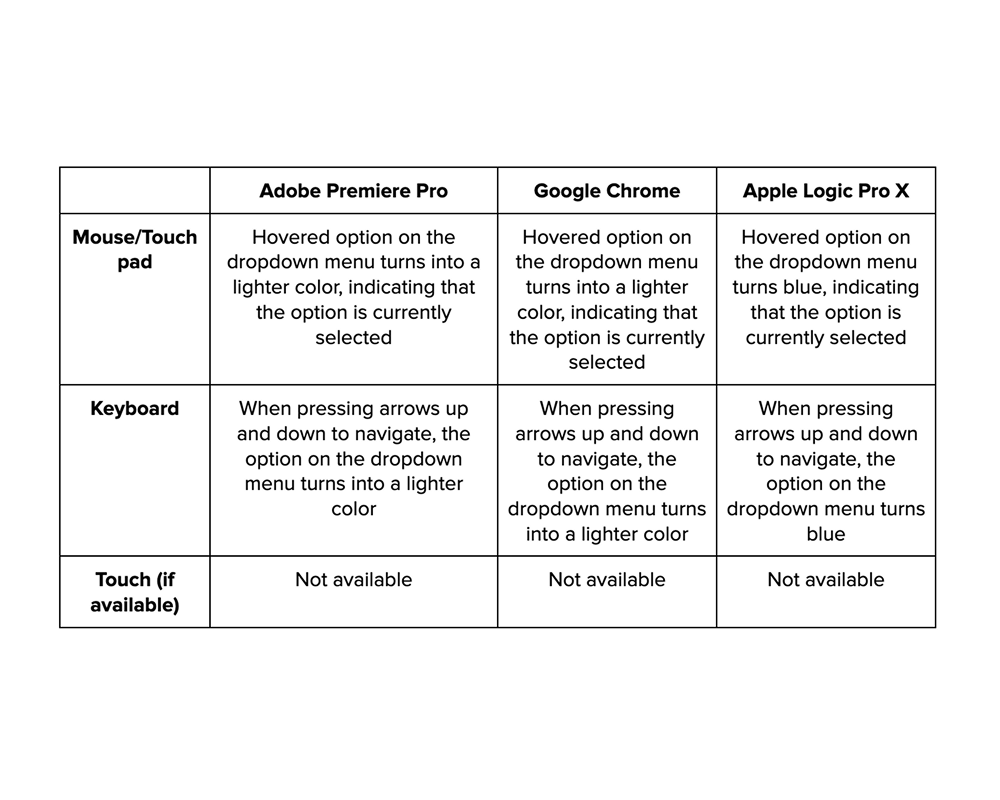 Adobe Premiere Pro
Google Chrome
Apple Logic Pro X
Mouse/Touch
pad
Hovered option on the
dropdown menu turns into a
lighter color, indicating that
the option is currently
selected
Hovered option on
the dropdown menu
turns into a lighter
color, indicating that
the option is currently
selected
Hovered option on
the dropdown menu
turns blue, indicating
that the option is
currently selected
Keyboard
When pressing arrows up
and down to navigate, the
option on the dropdown
menu turns into a lighter
color
When pressing
arrows up and down
to navigate, the
option on the
dropdown menu turns
into a lighter color
When pressing
arrows up and down
to navigate, the
option on the
dropdown menu turns
blue
Touch (if
available)
Not available
Not available
Not available